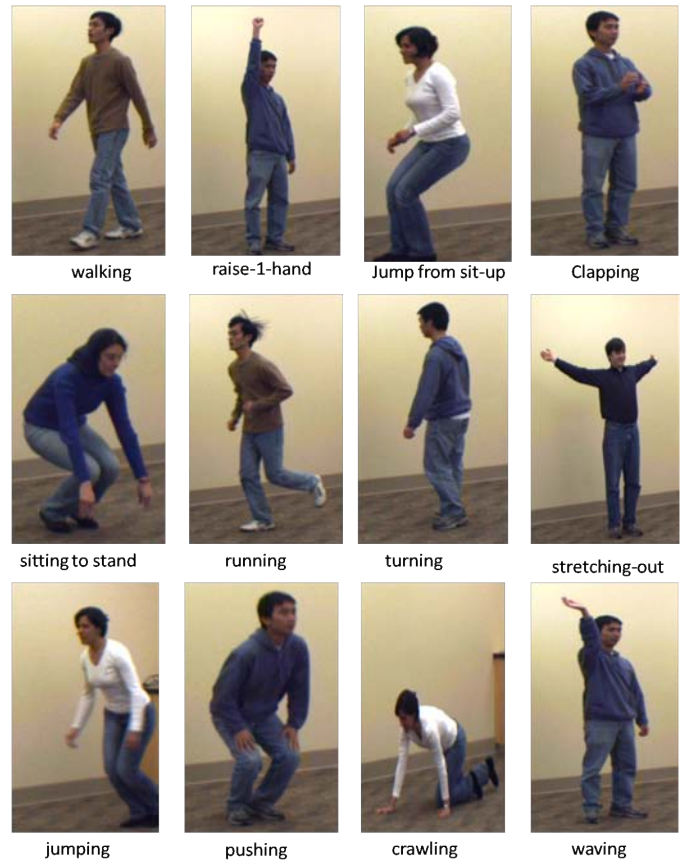 walking
raise-1-hand
Jump from sit-up
Clapping
sitting to stand
running
turning
stretching-out
jumping
pushing
crawling
waving